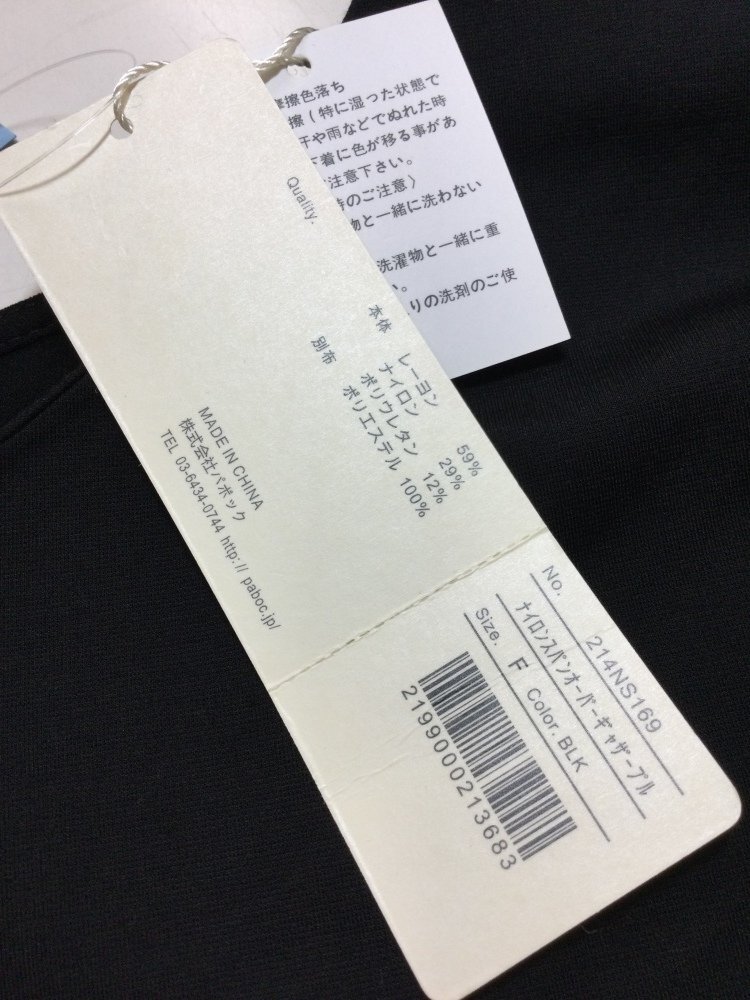 摩擦色落ち
擦(特に湿った状態で
汗や雨などでぬれた時
下着に色が移る事があ
ご注意下さい。
時のご注意〉
物と一緒に洗わない
洗濯物と一緒に重
い。
りの洗剤のご使
Quality.
本体 レーヨン 59%
ナイロン 29%
ポリウレタン 12%
別布 ポリエステル 100%
MADE IN CHINA
株式会社パボック
TEL 03-6434-0744 http:// paboc.jp/
No. 214NS169
ナイロンスパンオーバーギャザープル
Size. F Color. BLK
2199000213683